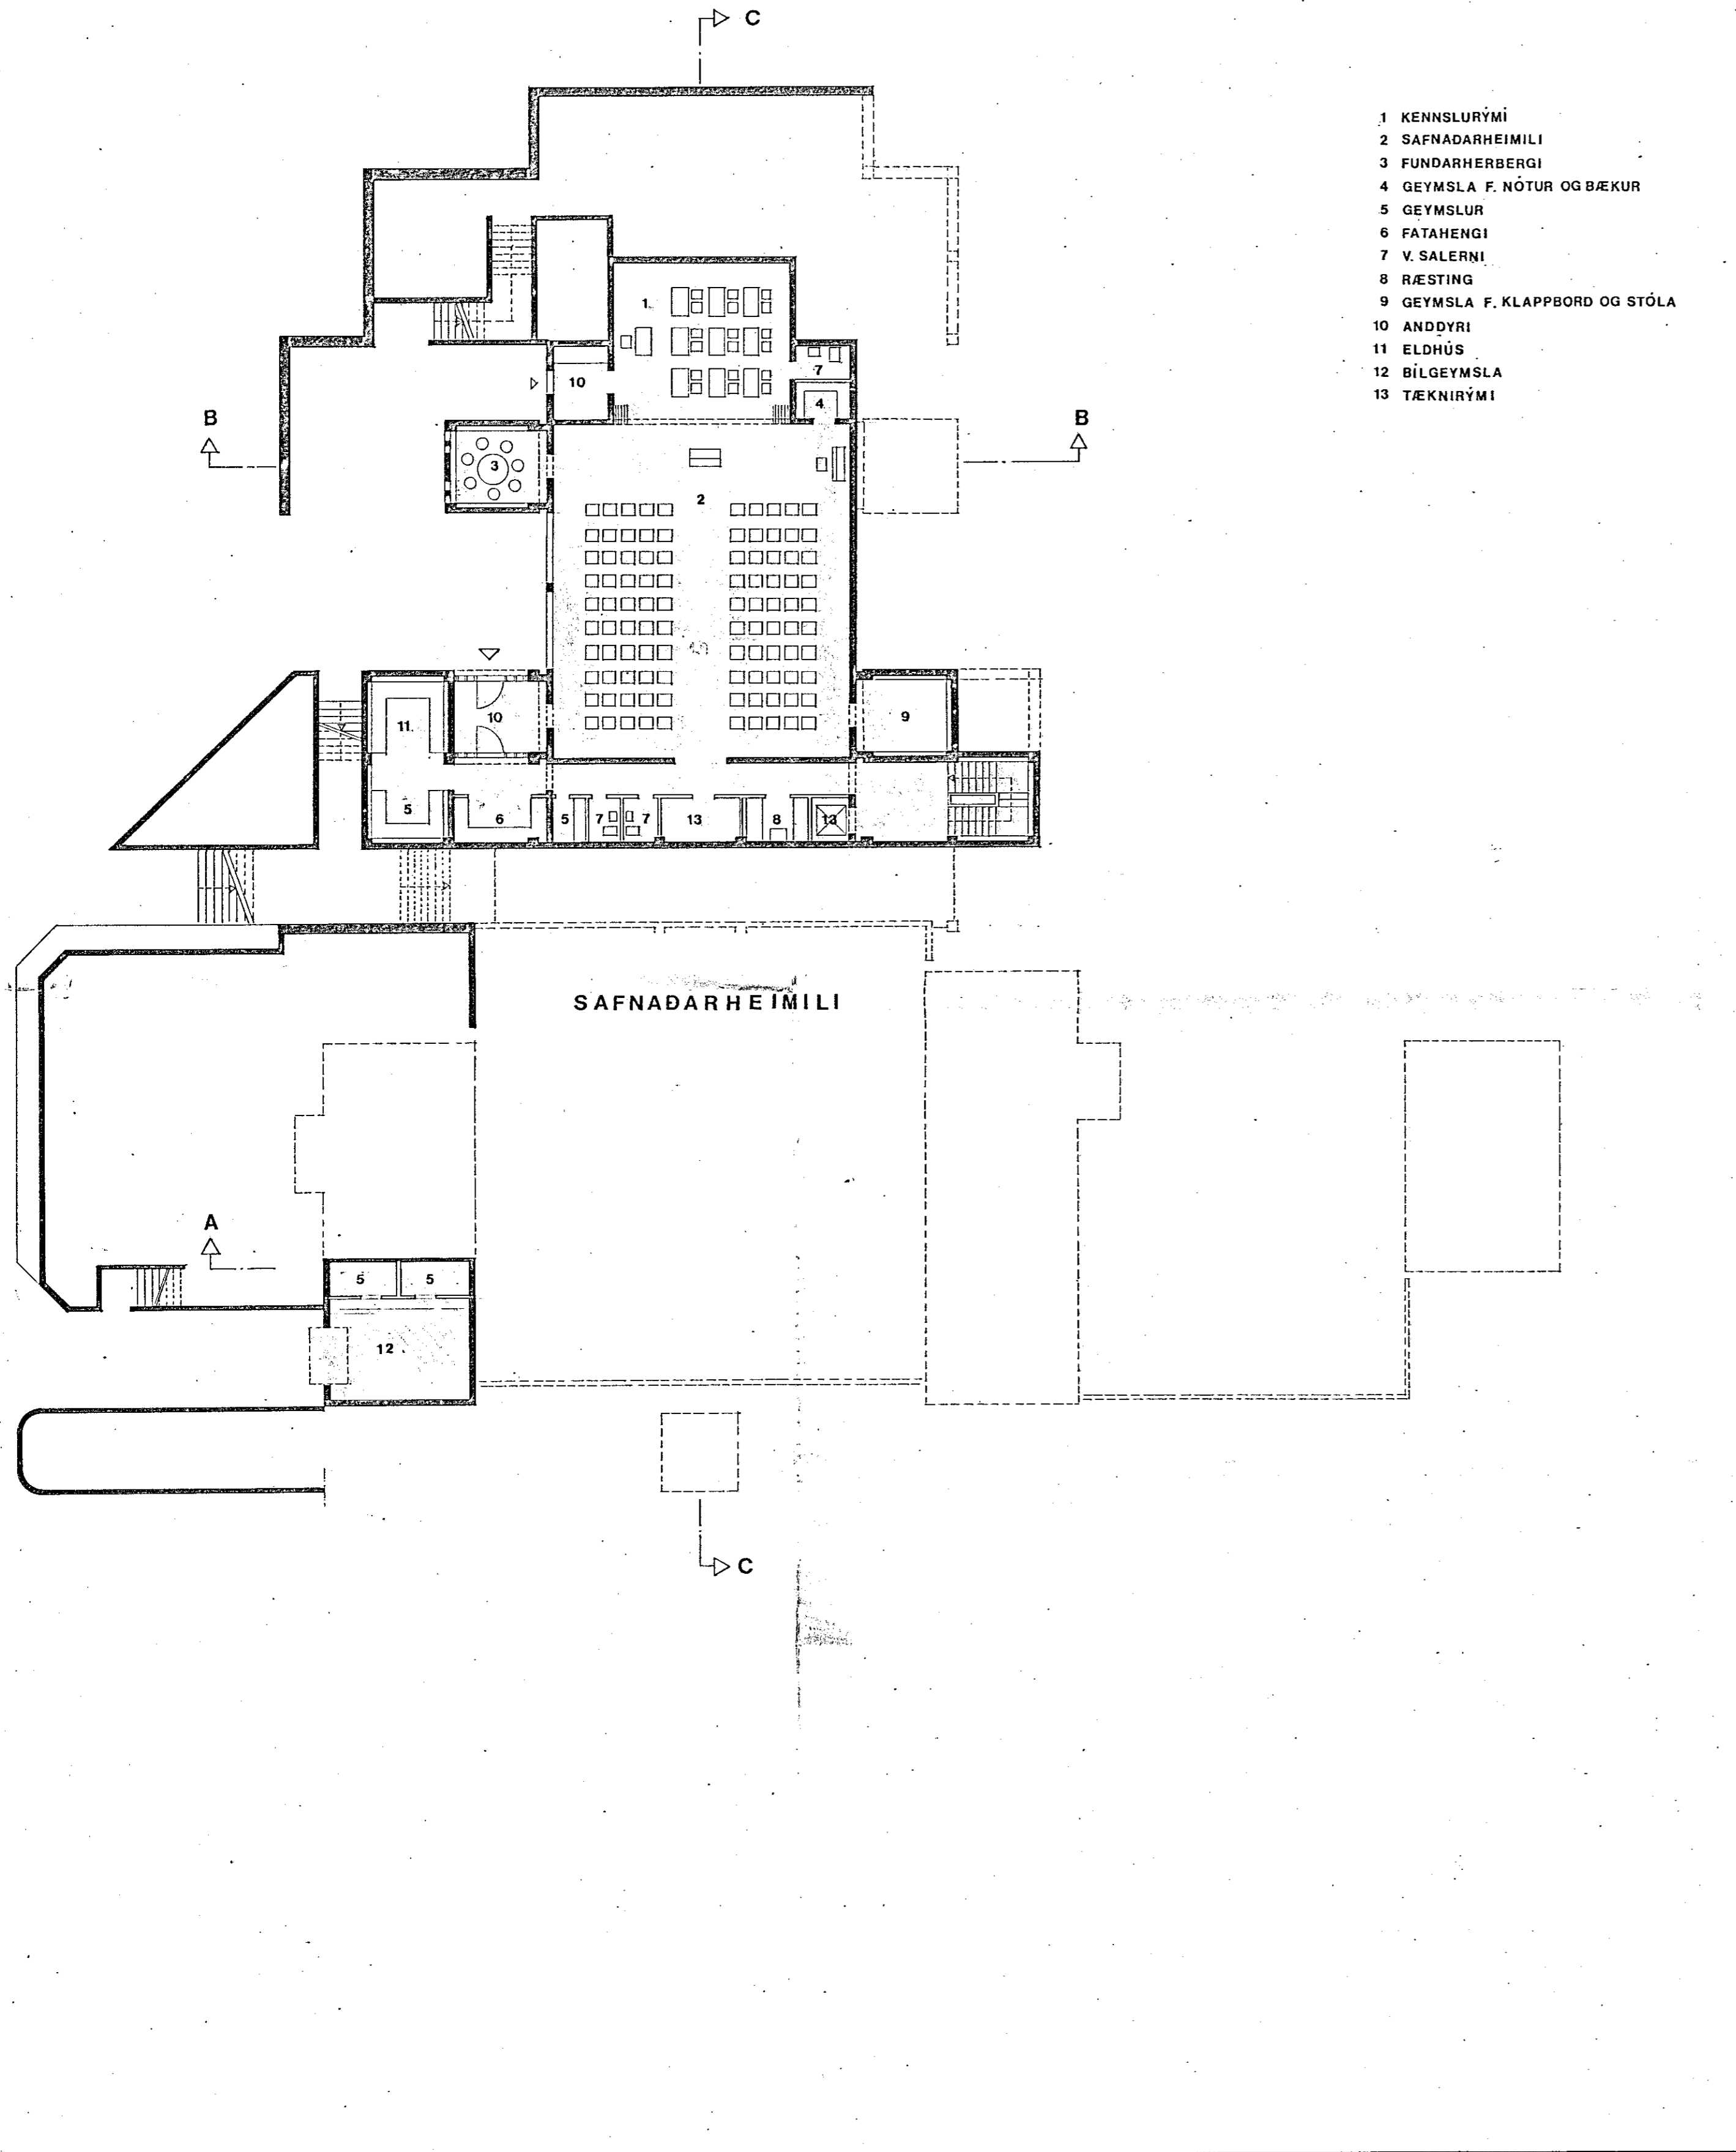 C
1 KENNSLURÝMI
2 SAFNAÐARHEIMILI
3 FUNDARHERBERGI
4 GEYMSLA F. NÓTUR OG BÆKUR
5 GEYMSLUR
6 FATAHENGI
7 V. SALERNI
8 RÆSTING
9 GEYMSLA F. KLAPPBORD OG STÓLA
10 ANDDYRI
11 ELDHÚS
12 BÍLGEYMSLA
13 TÆKNIRÝMI
1
10
7
4
B
B
3
2
11
10
9
5
6
5
7
7
13
8
13
SAFNAÐARHEIMILI
A
5
5
12
C